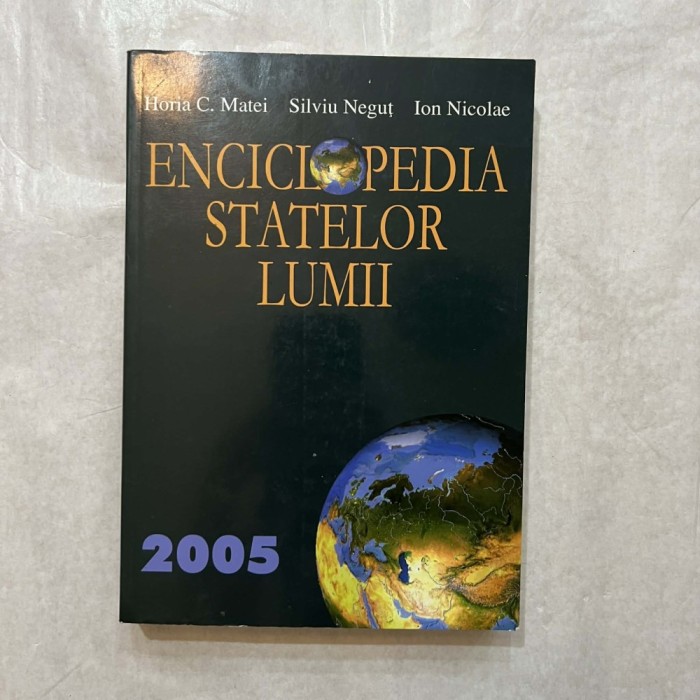 Horia C. Matei Silviu Neguț Ion Nicolae
ENCICLOPEDIA
STATELOR
LUMII
2005